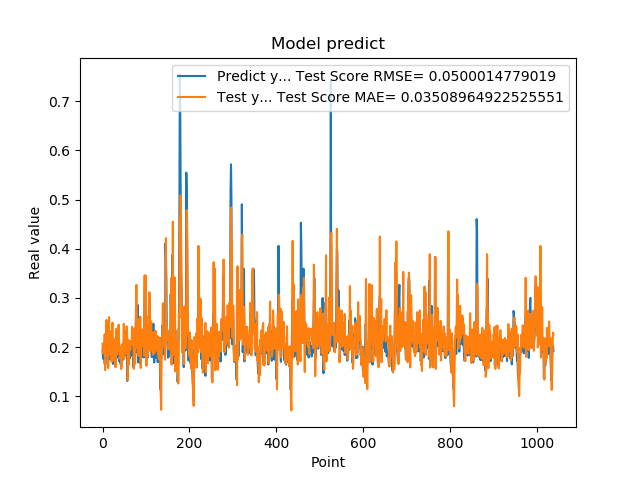 Model predict
Predict y... Test Score RMSE= 0.0500014779019
Test y... Test Score MAE= 0.03508964922525551
0.7
0.6
0.5
0.4
0.3
0.2
0.1
Real value
0 200 400 600 800 1000
Point